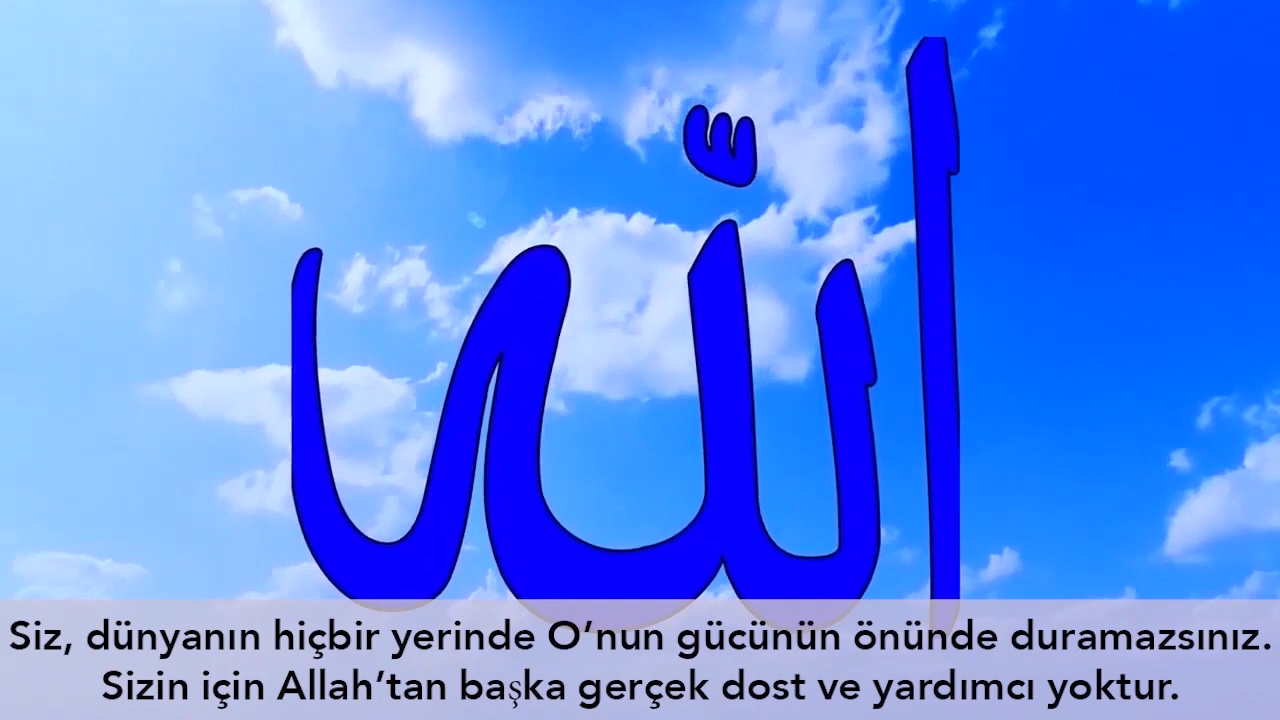 الله
Siz, dünyanın hiçbir yerinde O’nun gücünün önünde duramazsınız.
Sizin için Allah’tan başka gerçek dost ve yardımcı yoktur.